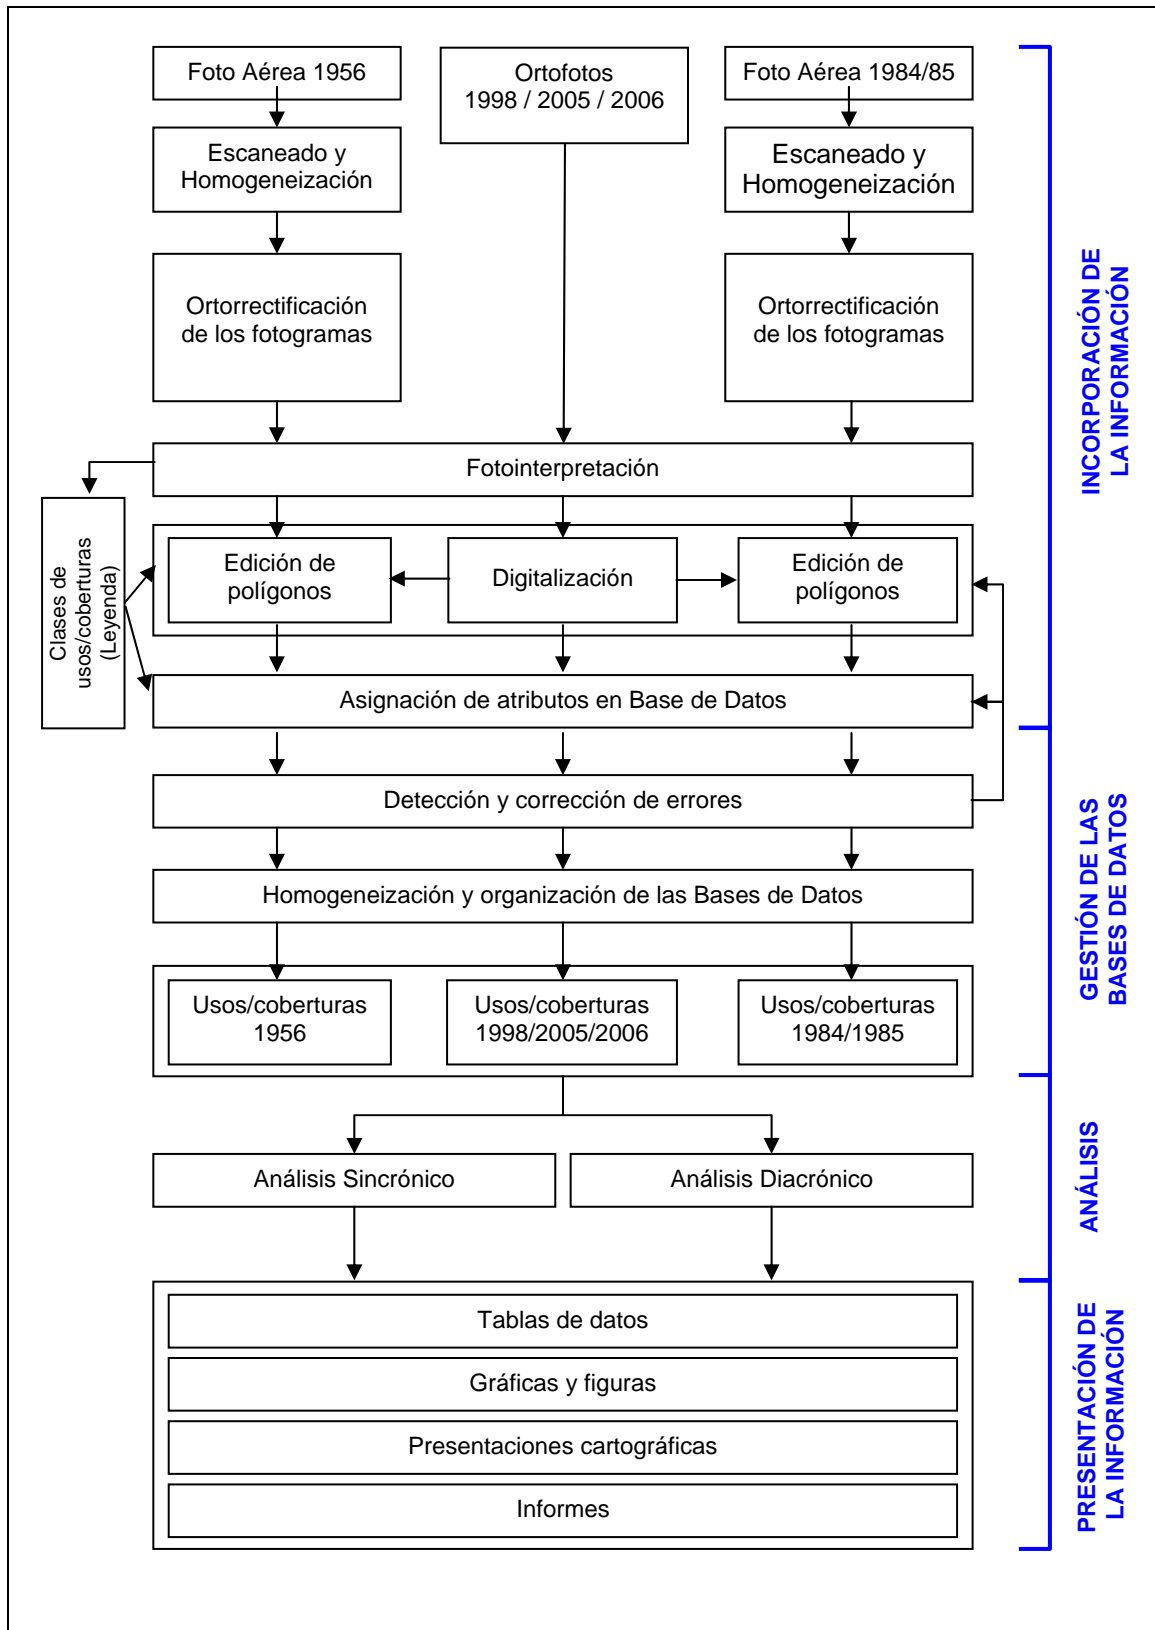 Foto Aérea 1956
Ortofotos
1998 / 2005 / 2006
Foto Aérea 1984/85
Escaneado y
Homogeneización
Escaneado y
Homogeneización
Ortorrectificación
de los fotogramas
Ortorrectificación
de los fotogramas
INCORPORACIÓN DE
LA INFORMACIÓN
Fotointerpretación
Clases de
usos/coberturas
(Leyenda)
Edición de
polígonos
Digitalización
Edición de
polígonos
Asignación de atributos en Base de Datos
Detección y corrección de errores
Homogeneización y organización de las Bases de Datos
GESTIÓN DE LAS
BASES DE DATOS
Usos/coberturas
1956
Usos/coberturas
1998/2005/2006
Usos/coberturas
1984/1985
Análisis Sincrónico
Análisis Diacrónico
ANÁLISIS
Tablas de datos
Gráficas y figuras
Presentaciones cartográficas
Informes
PRESENTACIÓN DE
LA INFORMACIÓN